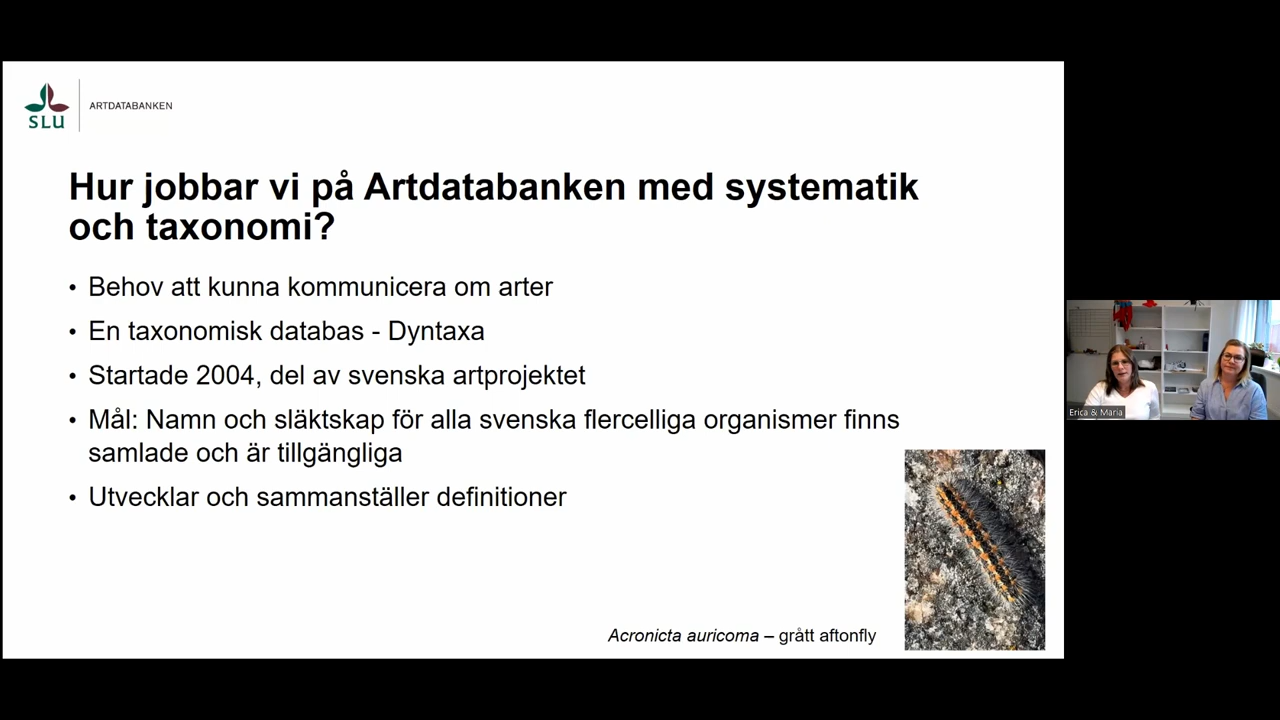 SLU
ARTDATABANKEN
Hur jobbar vi på Artdatabanken med systematik
och taxonomi?
• Behov att kunna kommunicera om arter
• En taxonomisk databas - Dyntaxa
• Startade 2004, del av svenska artprojektet
• Mål: Namn och släktskap för alla svenska flercelliga organismer finns
samlade och är tillgängliga
• Utvecklar och sammanställer definitioner
Acronicta auricoma – grått aftonfly
Erica & Maria